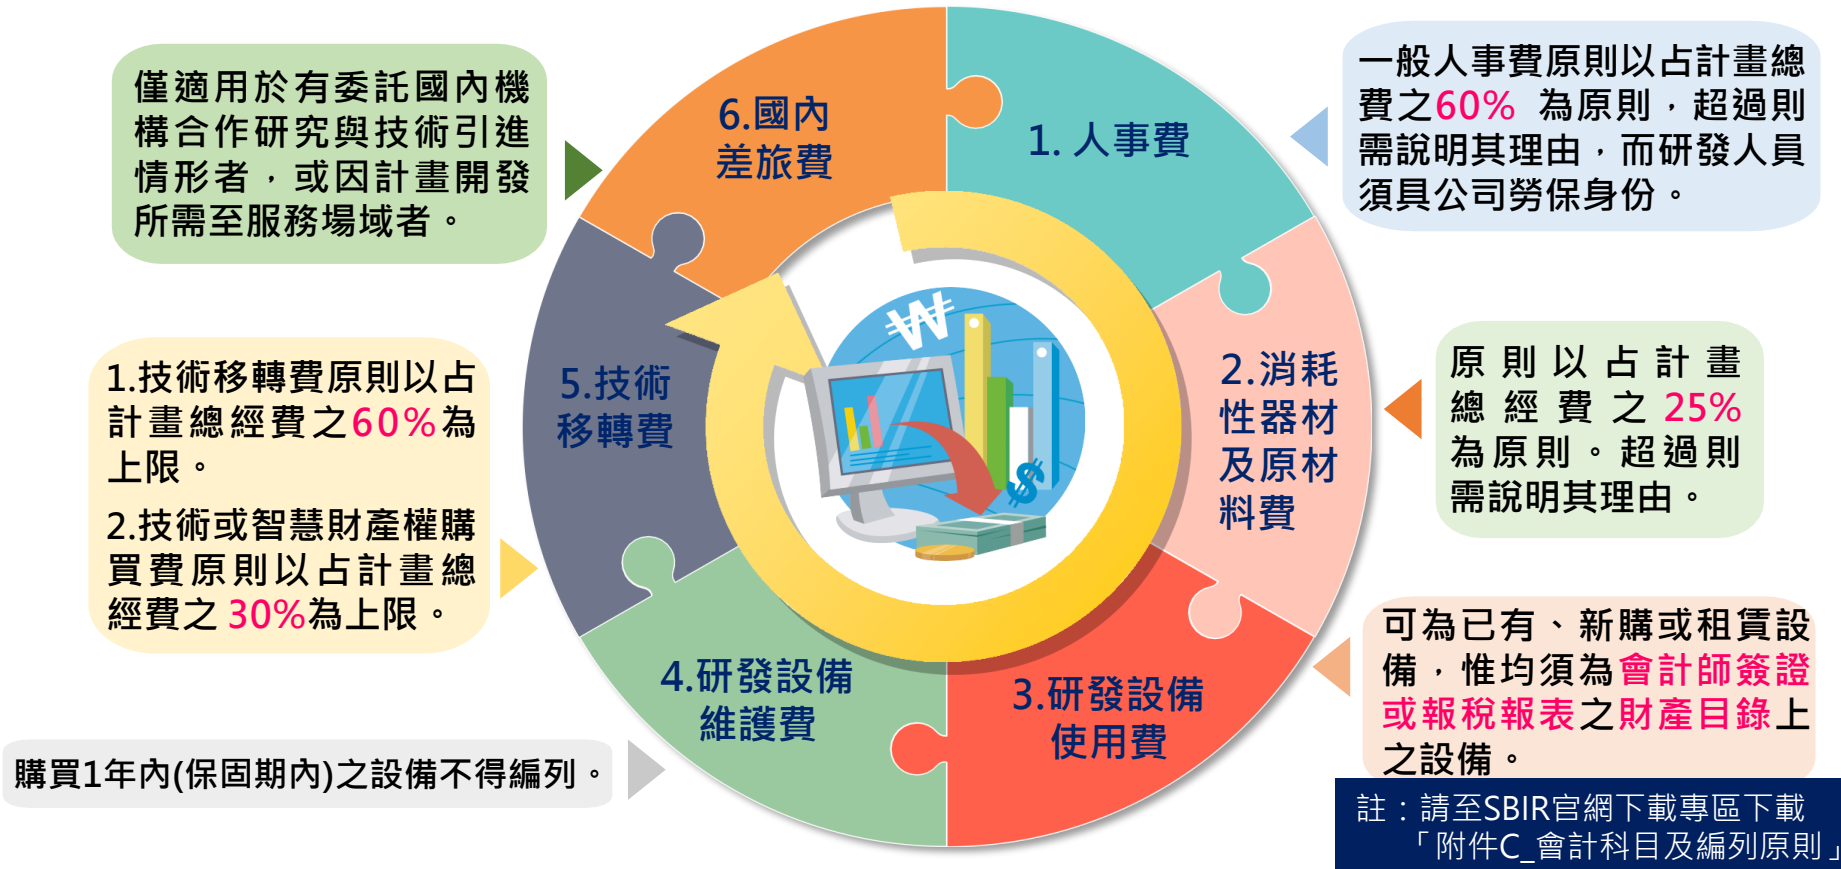 1. 人事費
一般人事費原則以占計畫總
費之60% 為原則，超過則
需說明其理由，而研發人員
須具公司勞保身份。
2.消耗
性器材
及原材
料費
原則以占計畫
總經費之25%
為原則。超過則
需說明其理由。
3.研發設備
使用費
可為已有、新購或租賃設
備，惟均須為會計師簽證
或報稅報表之財產目錄上
之設備。
4.研發設備
維護費
購買1年內(保固期內)之設備不得編列。
5.技術
移轉費
1.技術移轉費原則以占
計畫總經費之60%為
上限。
2.技術或智慧財產權購
買費原則以占計畫總
經費之 30%為上限。
6.國內
差旅費
僅適用於有委託國內機
構合作研究與技術引進
情形者，或因計畫開發
所需至服務場域者。
₩
$
註：請至SBIR官網下載專區下載
「附件C_會計科目及編列原則」